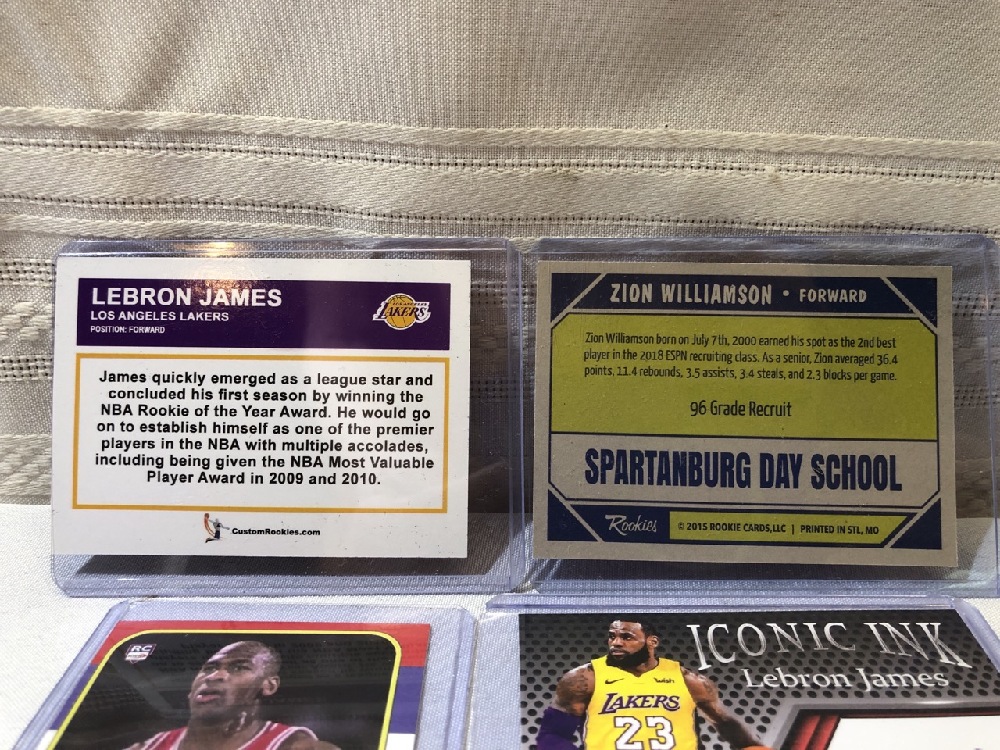 LEBRON JAMES
LOS ANGELES LAKERS
POSITION: FORWARD
LAKERS
James quickly emerged as a league star and
concluded his first season by winning the
NBA Rookie of the Year Award. He would go
on to establish himself as one of the premier
players in the NBA with multiple accolades,
including being given the NBA Most Valuable
Player Award in 2009 and 2010.
CustomRookies.com
ZION WILLIAMSON • FORWARD
Zion Williamson born on July 7th, 2000 earned his spot as the 2nd best
player in the 2018 ESPN recruiting class. As a senior, Zion averaged 36.4
points, 11.4 rebounds, 3.5 assists, 3.4 steals, and 2.3 blocks per game.
96 Grade Recruit
SPARTANBURG DAY SCHOOL
Rookies
© 2015 ROOKIE CARDS, LLC | PRINTED IN STL, MO
RC
ICONIC INK
Lebron James
wish
LAKERS
23